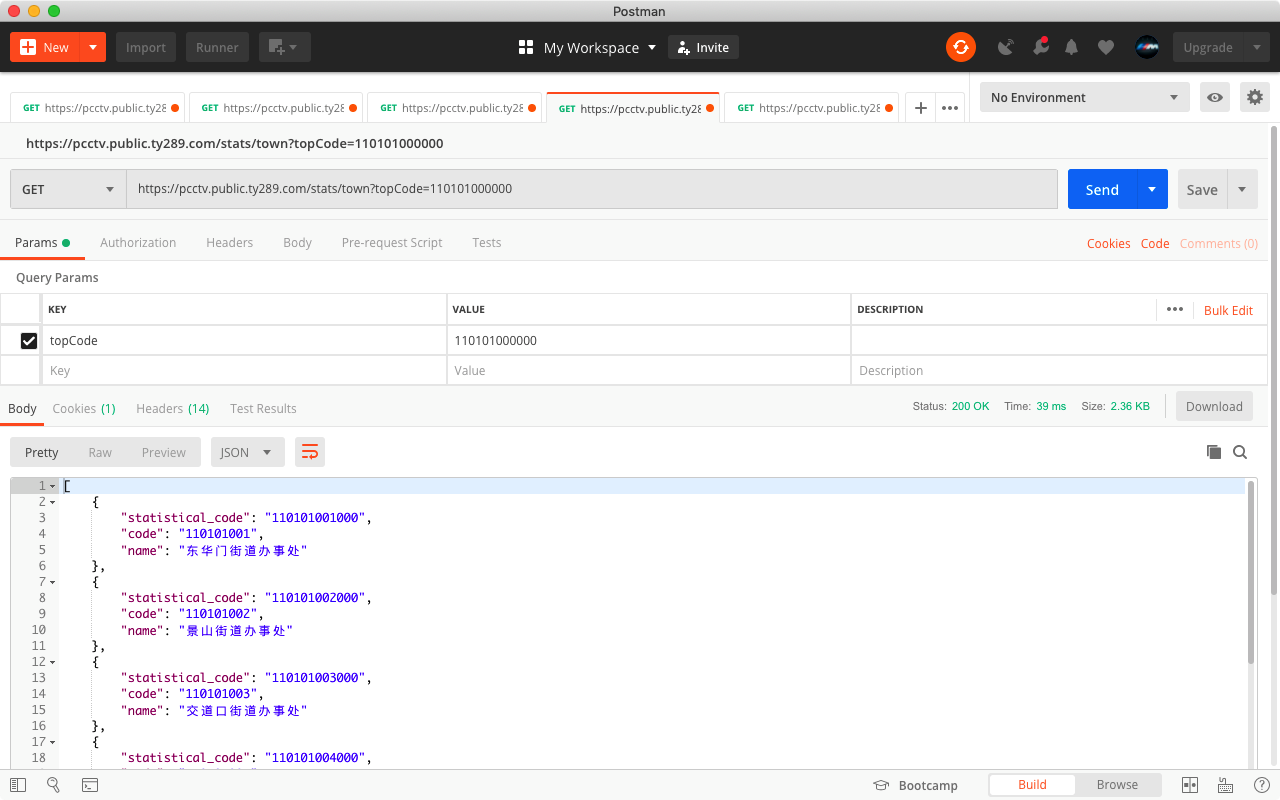 Postman
New Import Runner My Workspace Invite Upgrade
GET https://pcctv.public.ty28 GET https://pcctv.public.ty28 GET https://pcctv.public.ty28 GET https://pcctv.public.ty28 GET https://pcctv.public.ty28 No Environment
https://pcctv.public.ty289.com/stats/town?topCode=110101000000
GET https://pcctv.public.ty289.com/stats/town?topCode=110101000000 Send Save
Params Authorization Headers Body Pre-request Script Tests Cookies Code Comments (0)
Query Params
KEY VALUE DESCRIPTION Bulk Edit
topCode 110101000000
Key Value Description
Body Cookies (1) Headers (14) Test Results Status: 200 OK Time: 39 ms Size: 2.36 KB Download
Pretty Raw Preview JSON
1 [
2 {
3 "statistical_code": "110101001000",
4 "code": "110101001",
5 "name": "东华门街道办事处"
6 },
7 {
8 "statistical_code": "110101002000",
9 "code": "110101002",
10 "name": "景山街道办事处"
11 },
12 {
13 "statistical_code": "110101003000",
14 "code": "110101003",
15 "name": "交道口街道办事处"
16 },
17 {
18 "statistical_code": "110101004000",
Bootcamp Build Browse